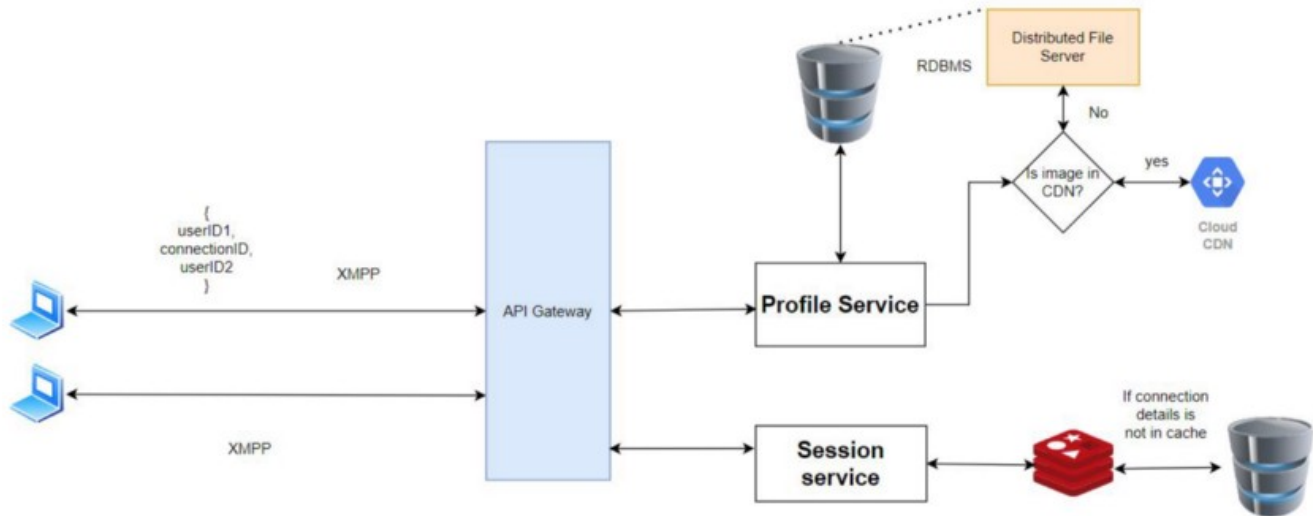 Distributed File
Server
RDBMS
No
Is image in
CDN?
yes
Cloud
CDN
{
userID1,
connectionID,
userID2
}
XMPP
API Gateway
Profile Service
XMPP
Session
service
If connection
details is
not in cache